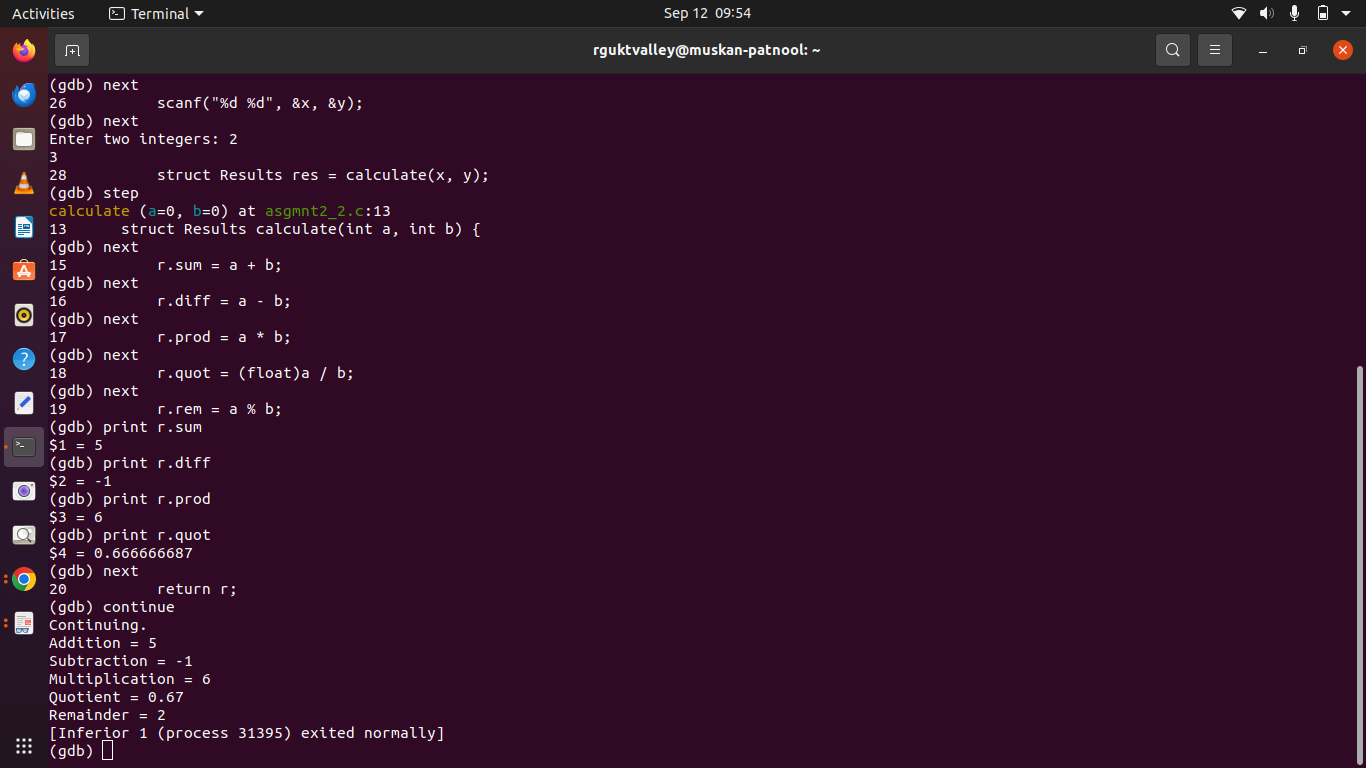 Activities
Terminal
Sep 12 09:54
rguktvalley@muskan-patnool: ~
(gdb) next
26          scanf("%d %d", &x, &y);
(gdb) next
Enter two integers: 2
3
28          struct Results res = calculate(x, y);
(gdb) step
calculate (a=0, b=0) at asgmnt2_2.c:13
13      struct Results calculate(int a, int b) {
(gdb) next
15          r.sum = a + b;
(gdb) next
16          r.diff = a - b;
(gdb) next
17          r.prod = a * b;
(gdb) next
18          r.quot = (float)a / b;
(gdb) next
19          r.rem = a % b;
(gdb) print r.sum
$1 = 5
(gdb) print r.diff
$2 = -1
(gdb) print r.prod
$3 = 6
(gdb) print r.quot
$4 = 0.666666687
(gdb) next
20          return r;
(gdb) continue
Continuing.
Addition = 5
Subtraction = -1
Multiplication = 6
Quotient = 0.67
Remainder = 2
[Inferior 1 (process 31395) exited normally]
(gdb)